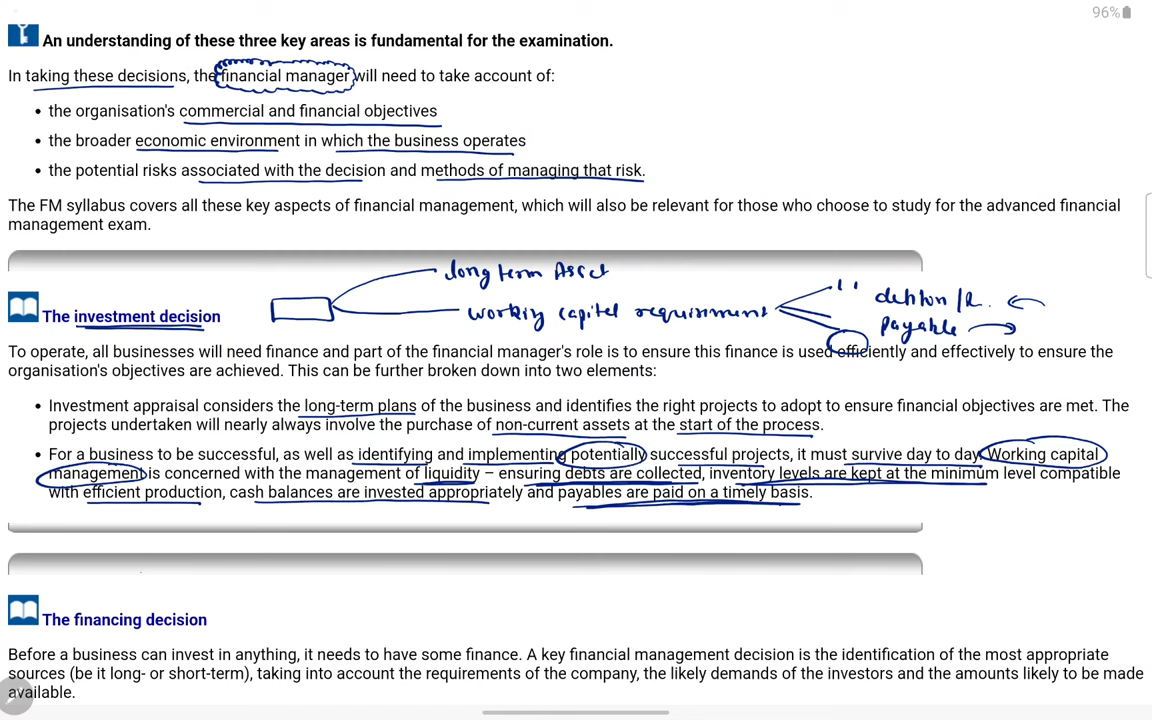 96%
An understanding of these three key areas is fundamental for the examination.
In taking these decisions, the financial manager will need to take account of:
• the organisation's commercial and financial objectives
• the broader economic environment in which the business operates
• the potential risks associated with the decision and methods of managing that risk.
The FM syllabus covers all these key aspects of financial management, which will also be relevant for those who choose to study for the advanced financial
management exam.
long term Asset
working capital requirement
debtor/R.
payable
The investment decision
To operate, all businesses will need finance and part of the financial manager's role is to ensure this finance is used efficiently and effectively to ensure the
organisation's objectives are achieved. This can be further broken down into two elements:
• Investment appraisal considers the long-term plans of the business and identifies the right projects to adopt to ensure financial objectives are met. The
projects undertaken will nearly always involve the purchase of non-current assets at the start of the process.
• For a business to be successful, as well as identifying and implementing potentially successful projects, it must survive day to day. Working capital
management is concerned with the management of liquidity – ensuring debts are collected, inventory levels are kept at the minimum level compatible
with efficient production, cash balances are invested appropriately and payables are paid on a timely basis.
The financing decision
Before a business can invest in anything, it needs to have some finance. A key financial management decision is the identification of the most appropriate
sources (be it long- or short-term), taking into account the requirements of the company, the likely demands of the investors and the amounts likely to be made
available.